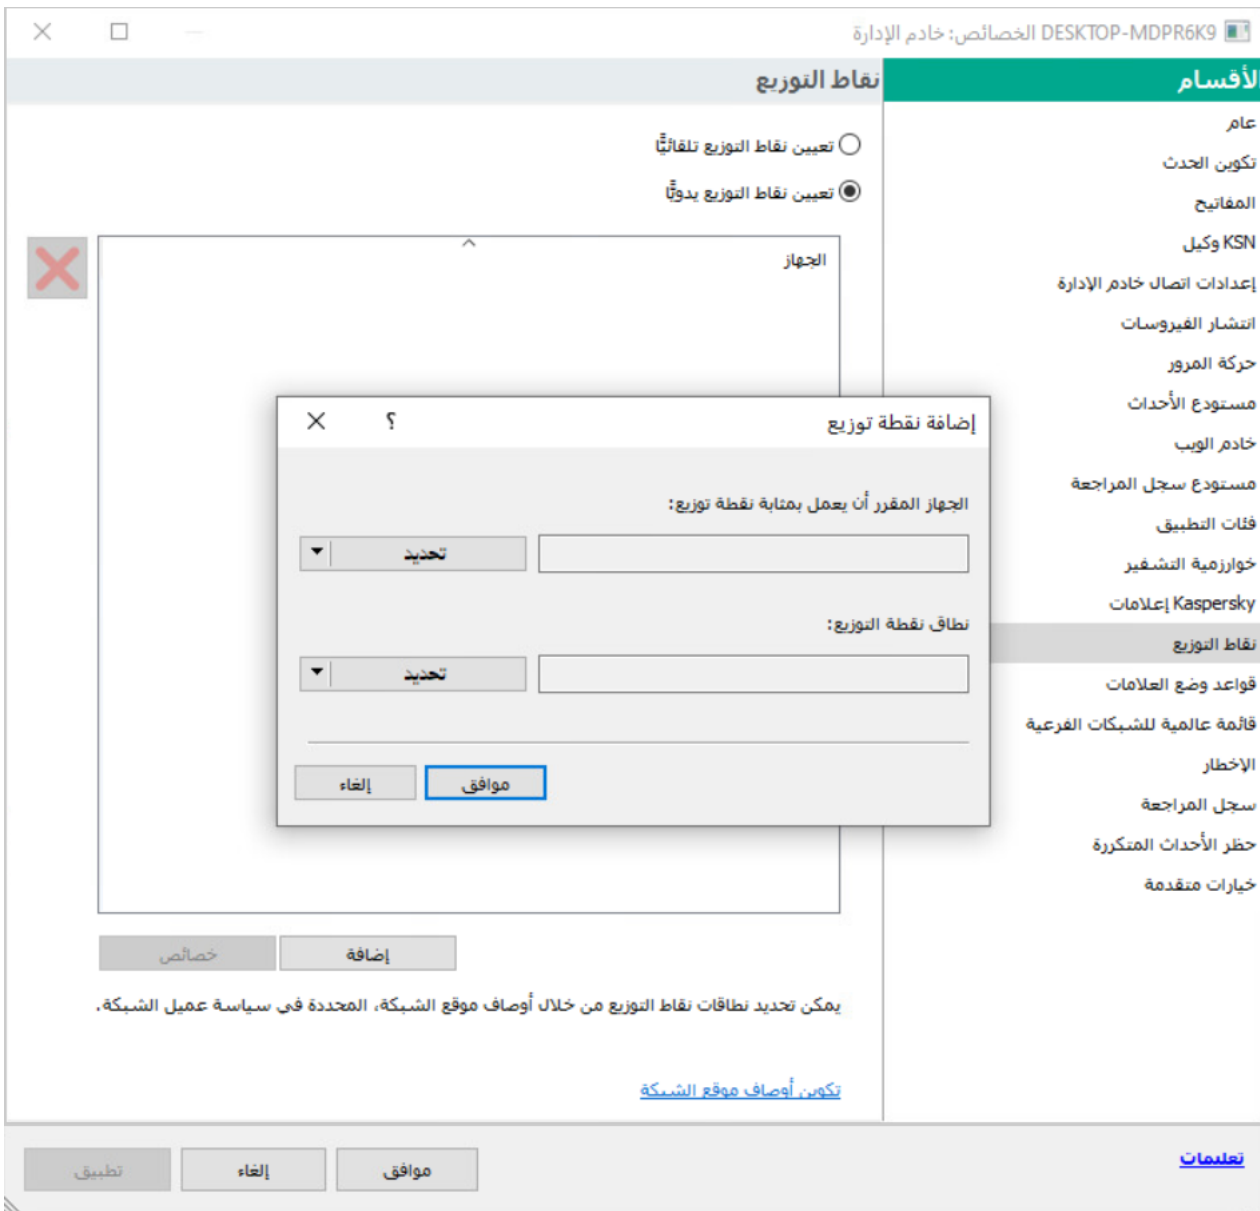 DESKTOP-MDPR6K9 الخصائص: خادم الإدارة
الأقسام
عام
تكوين الحدث
المفاتيح
KSN وكيل
إعدادات اتصال خادم الإدارة
انتشار الفيروسات
حركة المرور
مستودع الأحداث
خادم الويب
مستودع سجل المراجعة
فئات التطبيق
خوارزمية التشفير
Kaspersky إعلامات
نقاط التوزيع
قواعد وضع العلامات
قائمة عالمية للشبكات الفرعية
الإخطار
سجل المراجعة
حظر الأحداث المتكررة
خيارات متقدمة
نقاط التوزيع
تعيين نقاط التوزيع تلقائيًّا
تعيين نقاط التوزيع يدويًّا
الجهاز
إضافة نقطة توزيع
؟
الجهاز المقرر أن يعمل بمثابة نقطة توزيع:
تحديد
نطاق نقطة التوزيع:
تحديد
موافق
إلغاء
إضافة
خصائص
يمكن تحديد نطاقات نقاط التوزيع من خلال أوصاف موقع الشبكة، المحددة في سياسة عميل الشبكة.
تكوين أوصاف موقع الشبكة
تعليمات
موافق
إلغاء
تطبيق